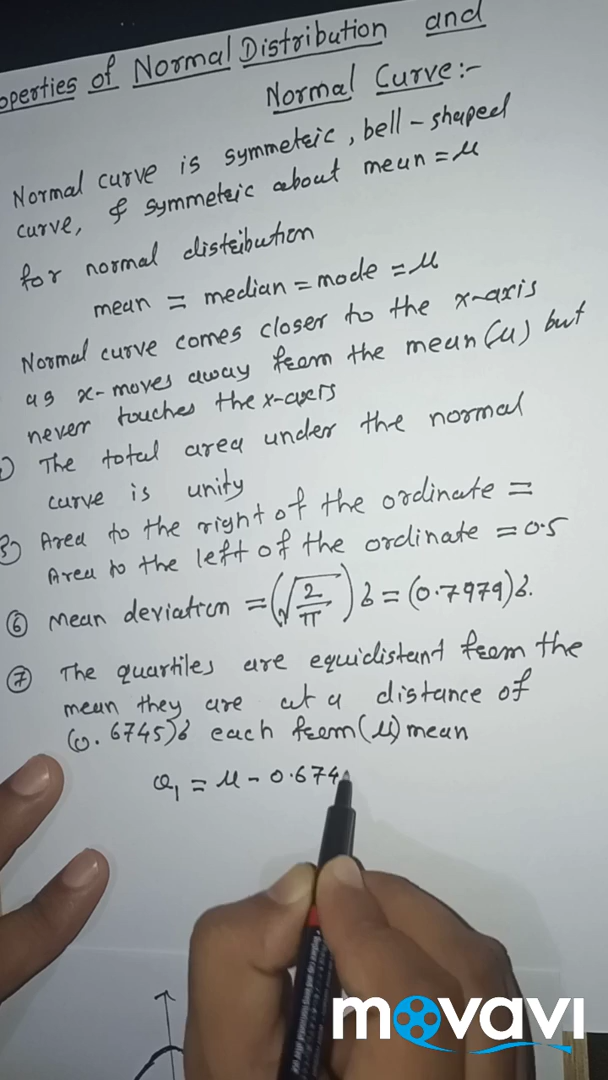 operties of Normal Distribution and
Normal Curve:-
Normal curve is symmetric, bell-shaped
curve, & symmetric about mean = μ
for normal distribution
mean = median = mode = μ
Normal curve comes closer to the x-axis
as x-moves away from the mean (μ) but
never touches the x-axis
) The total area under the normal
curve is unity
5) Area to the right of the ordinate =
Area to the left of the ordinate = 0.5
⑥ Mean deviation = (√2/π) σ = (0.7979) σ.
⑦ The quartiles are equidistant from the
mean they are at a distance of
(0.6745)σ each from (μ) mean
Q₁ = μ - 0.674
movavi